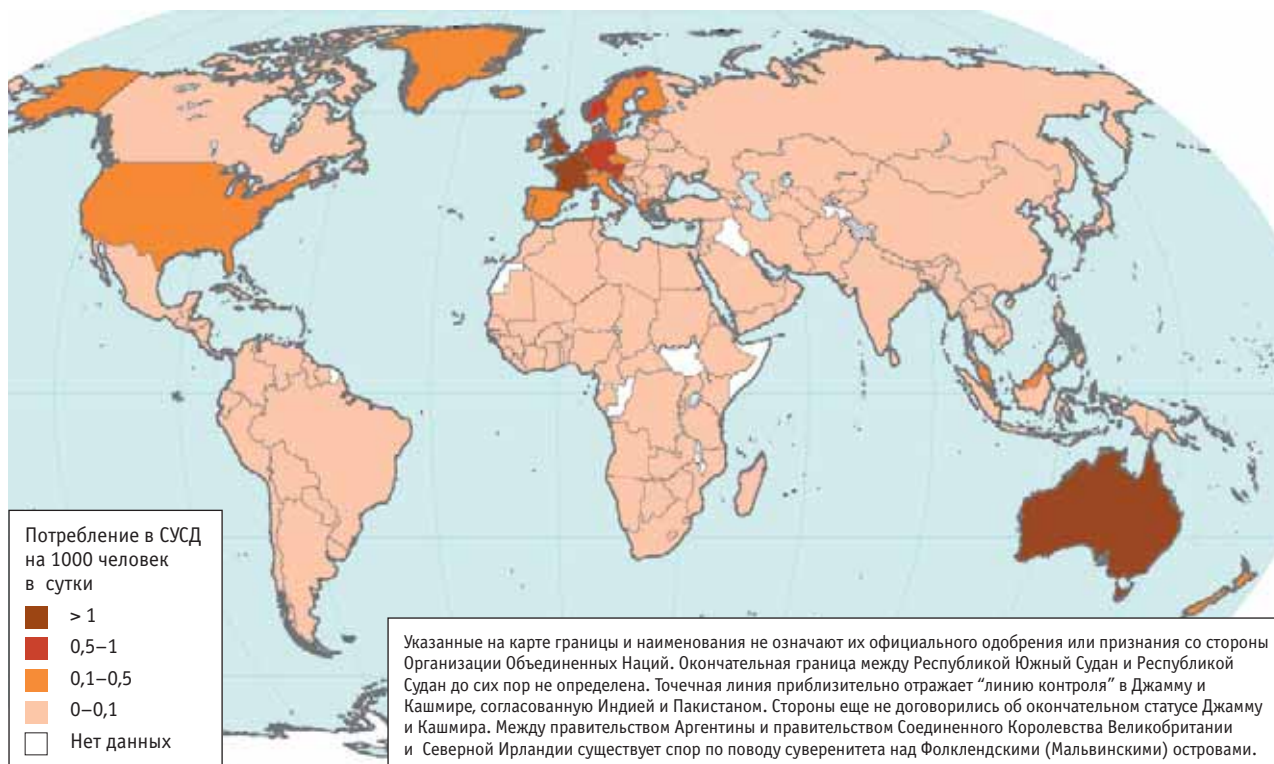 Потребление в СУСД
на 1000 человек
в сутки
> 1
0,5–1
0,1–0,5
0–0,1
Нет данных
Указанные на карте границы и наименования не означают их официального одобрения или признания со стороны
Организации Объединенных Наций. Окончательная граница между Республикой Южный Судан и Республикой
Судан до сих пор не определена. Точечная линия приблизительно отражает “линию контроля” в Джамму и
Кашмире, согласованную Индией и Пакистаном. Стороны еще не договорились об окончательном статусе Джамму
и Кашмира. Между правительством Аргентины и правительством Соединенного Королевства Великобритании
и Северной Ирландии существует спор по поводу суверенитета над Фолклендскими (Мальвинскими) островами.